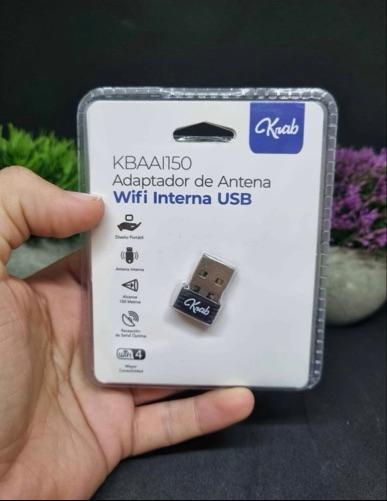 Knab
KBAAI150
Adaptador de Antena
Wifi Interna USB
Diseño Portátil
Antena Interna
Alcance
150 Metros
Recepción
de Señal Óptima
Wifi 4
Mayor
Conectividad
Knab